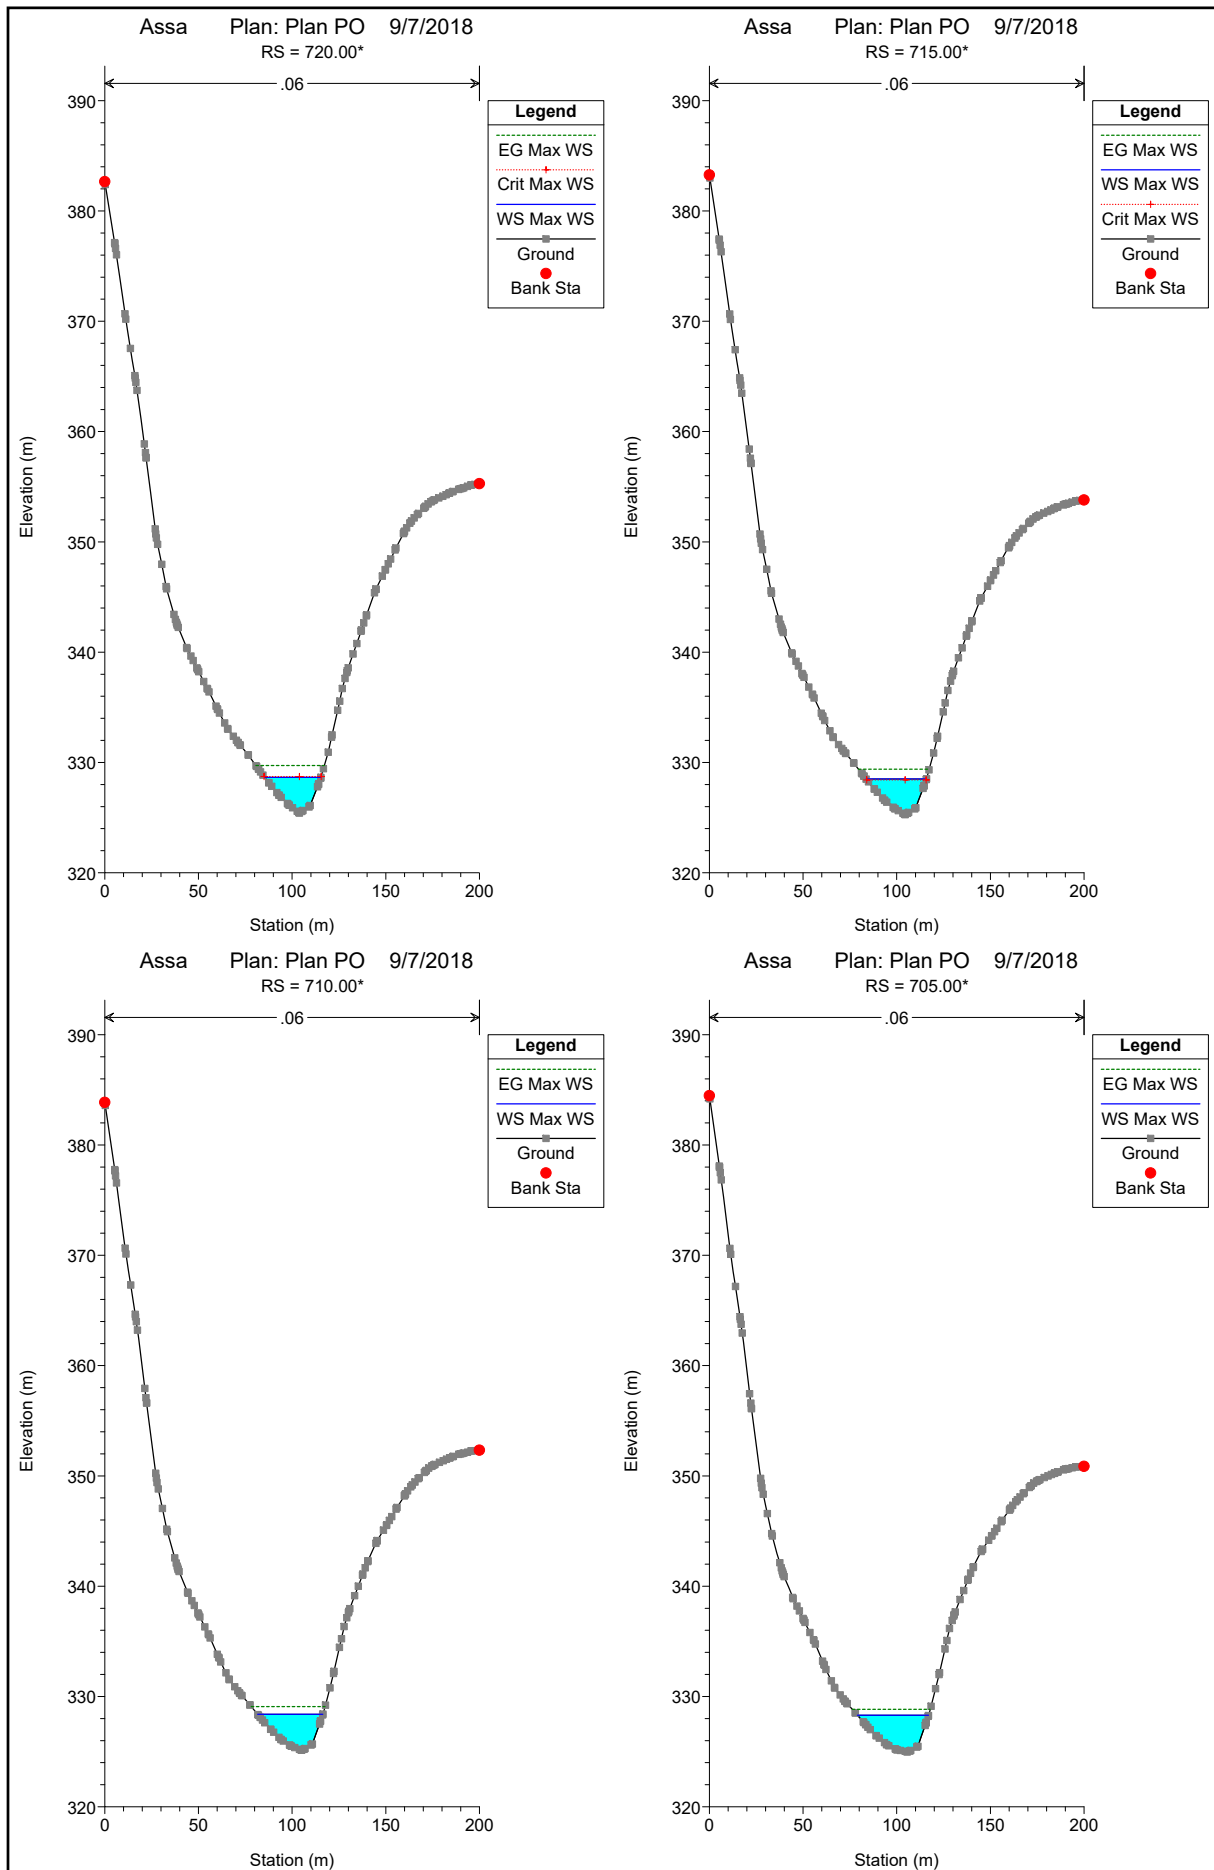 Assa Plan: Plan PO 9/7/2018
RS = 720.00*
.06
Legend
EG Max WS
Crit Max WS
WS Max WS
Ground
Bank Sta
390
380
370
360
350
340
330
320
0 50 100 150 200
Elevation (m)
Station (m)
Assa Plan: Plan PO 9/7/2018
RS = 715.00*
.06
Legend
EG Max WS
WS Max WS
Crit Max WS
Ground
Bank Sta
390
380
370
360
350
340
330
320
0 50 100 150 200
Elevation (m)
Station (m)
Assa Plan: Plan PO 9/7/2018
RS = 710.00*
.06
Legend
EG Max WS
WS Max WS
Ground
Bank Sta
390
380
370
360
350
340
330
320
0 50 100 150 200
Elevation (m)
Station (m)
Assa Plan: Plan PO 9/7/2018
RS = 705.00*
.06
Legend
EG Max WS
WS Max WS
Ground
Bank Sta
390
380
370
360
350
340
330
320
0 50 100 150 200
Elevation (m)
Station (m)